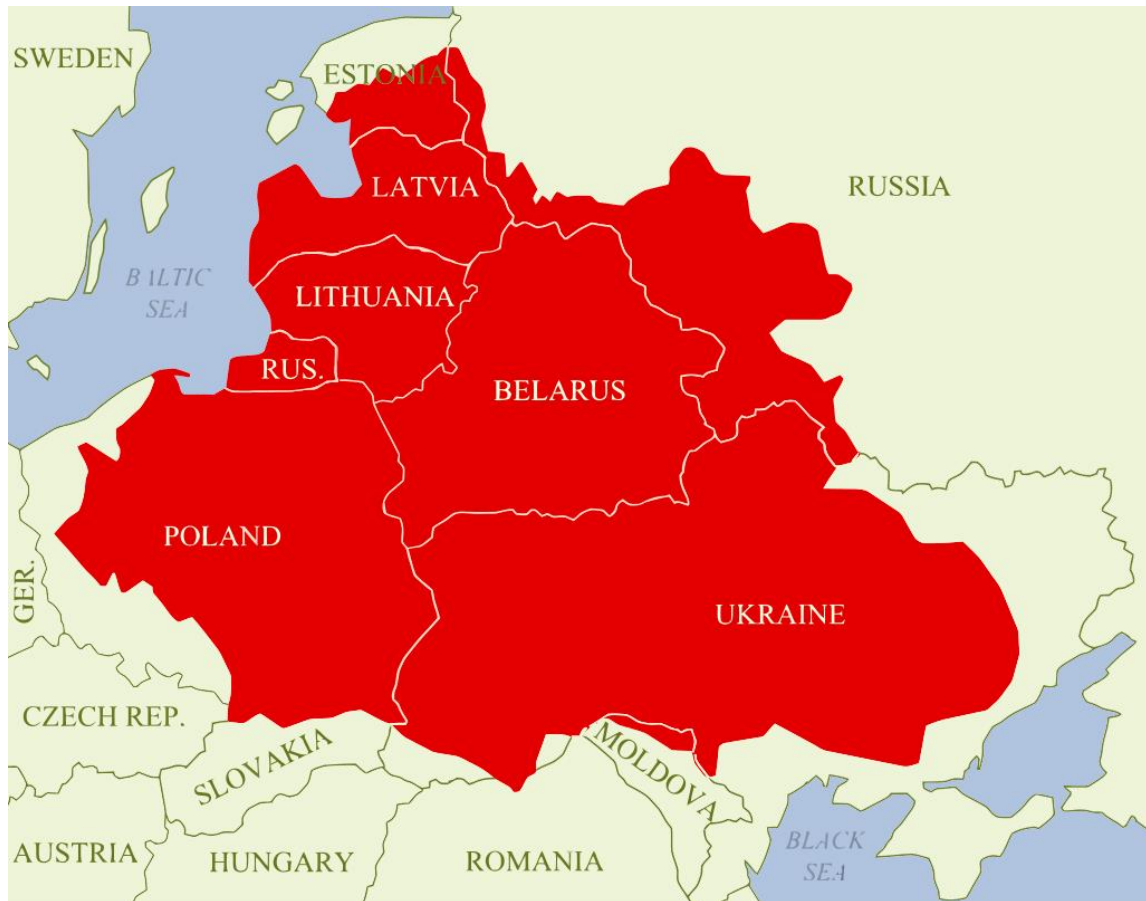 SWEDEN
ESTONIA
RUSSIA
LATVIA
BALTIC
SEA
LITHUANIA
RUS.
BELARUS
POLAND
GER.
UKRAINE
CZECH REP.
SLOVAKIA
MOLDOVA
AUSTRIA
HUNGARY
ROMANIA
BLACK
SEA